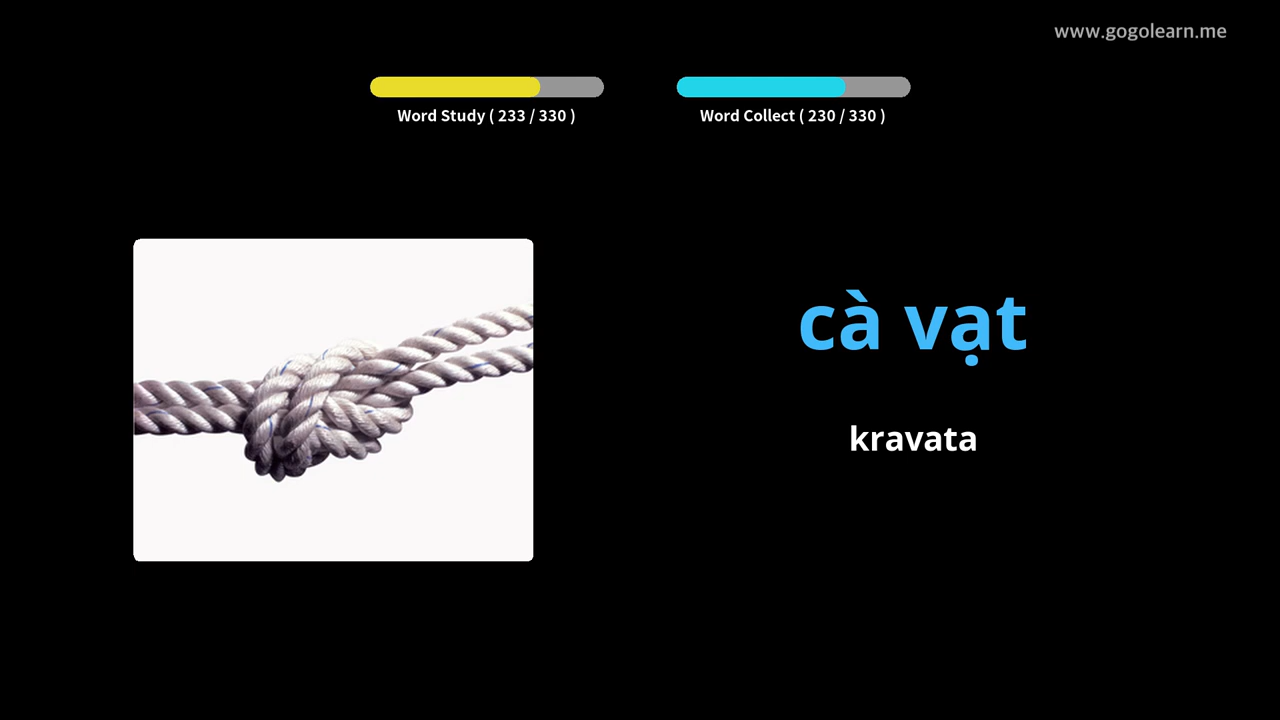 www.gogolearn.me
Word Study ( 233 / 330 )
Word Collect ( 230 / 330 )
cà vạt
kravata